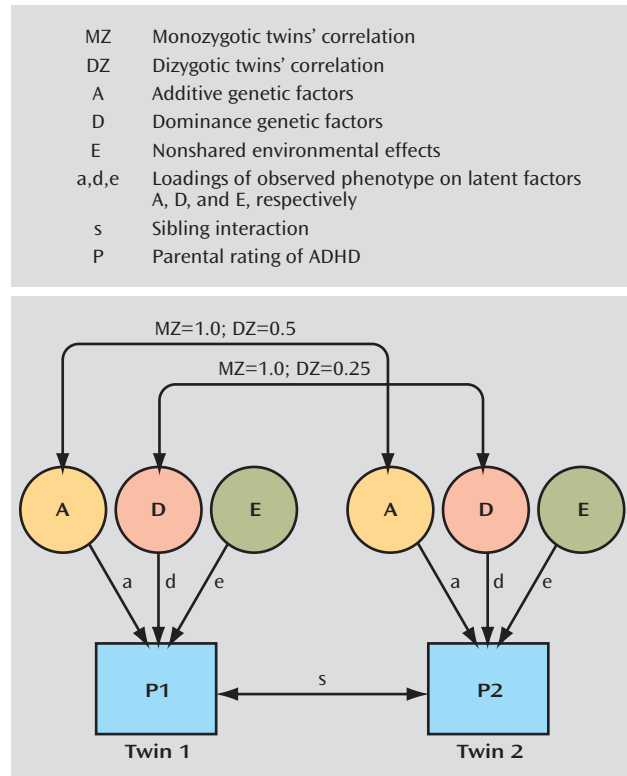 MZ Monozygotic twins’ correlation
DZ Dizygotic twins’ correlation
A Additive genetic factors
D Dominance genetic factors
E Nonshared environmental effects
a,d,e Loadings of observed phenotype on latent factors
A, D, and E, respectively
s Sibling interaction
P Parental rating of ADHD
MZ=1.0; DZ=0.5
MZ=1.0; DZ=0.25
A D E A D E
a d e a d e
P1 s P2
Twin 1 Twin 2